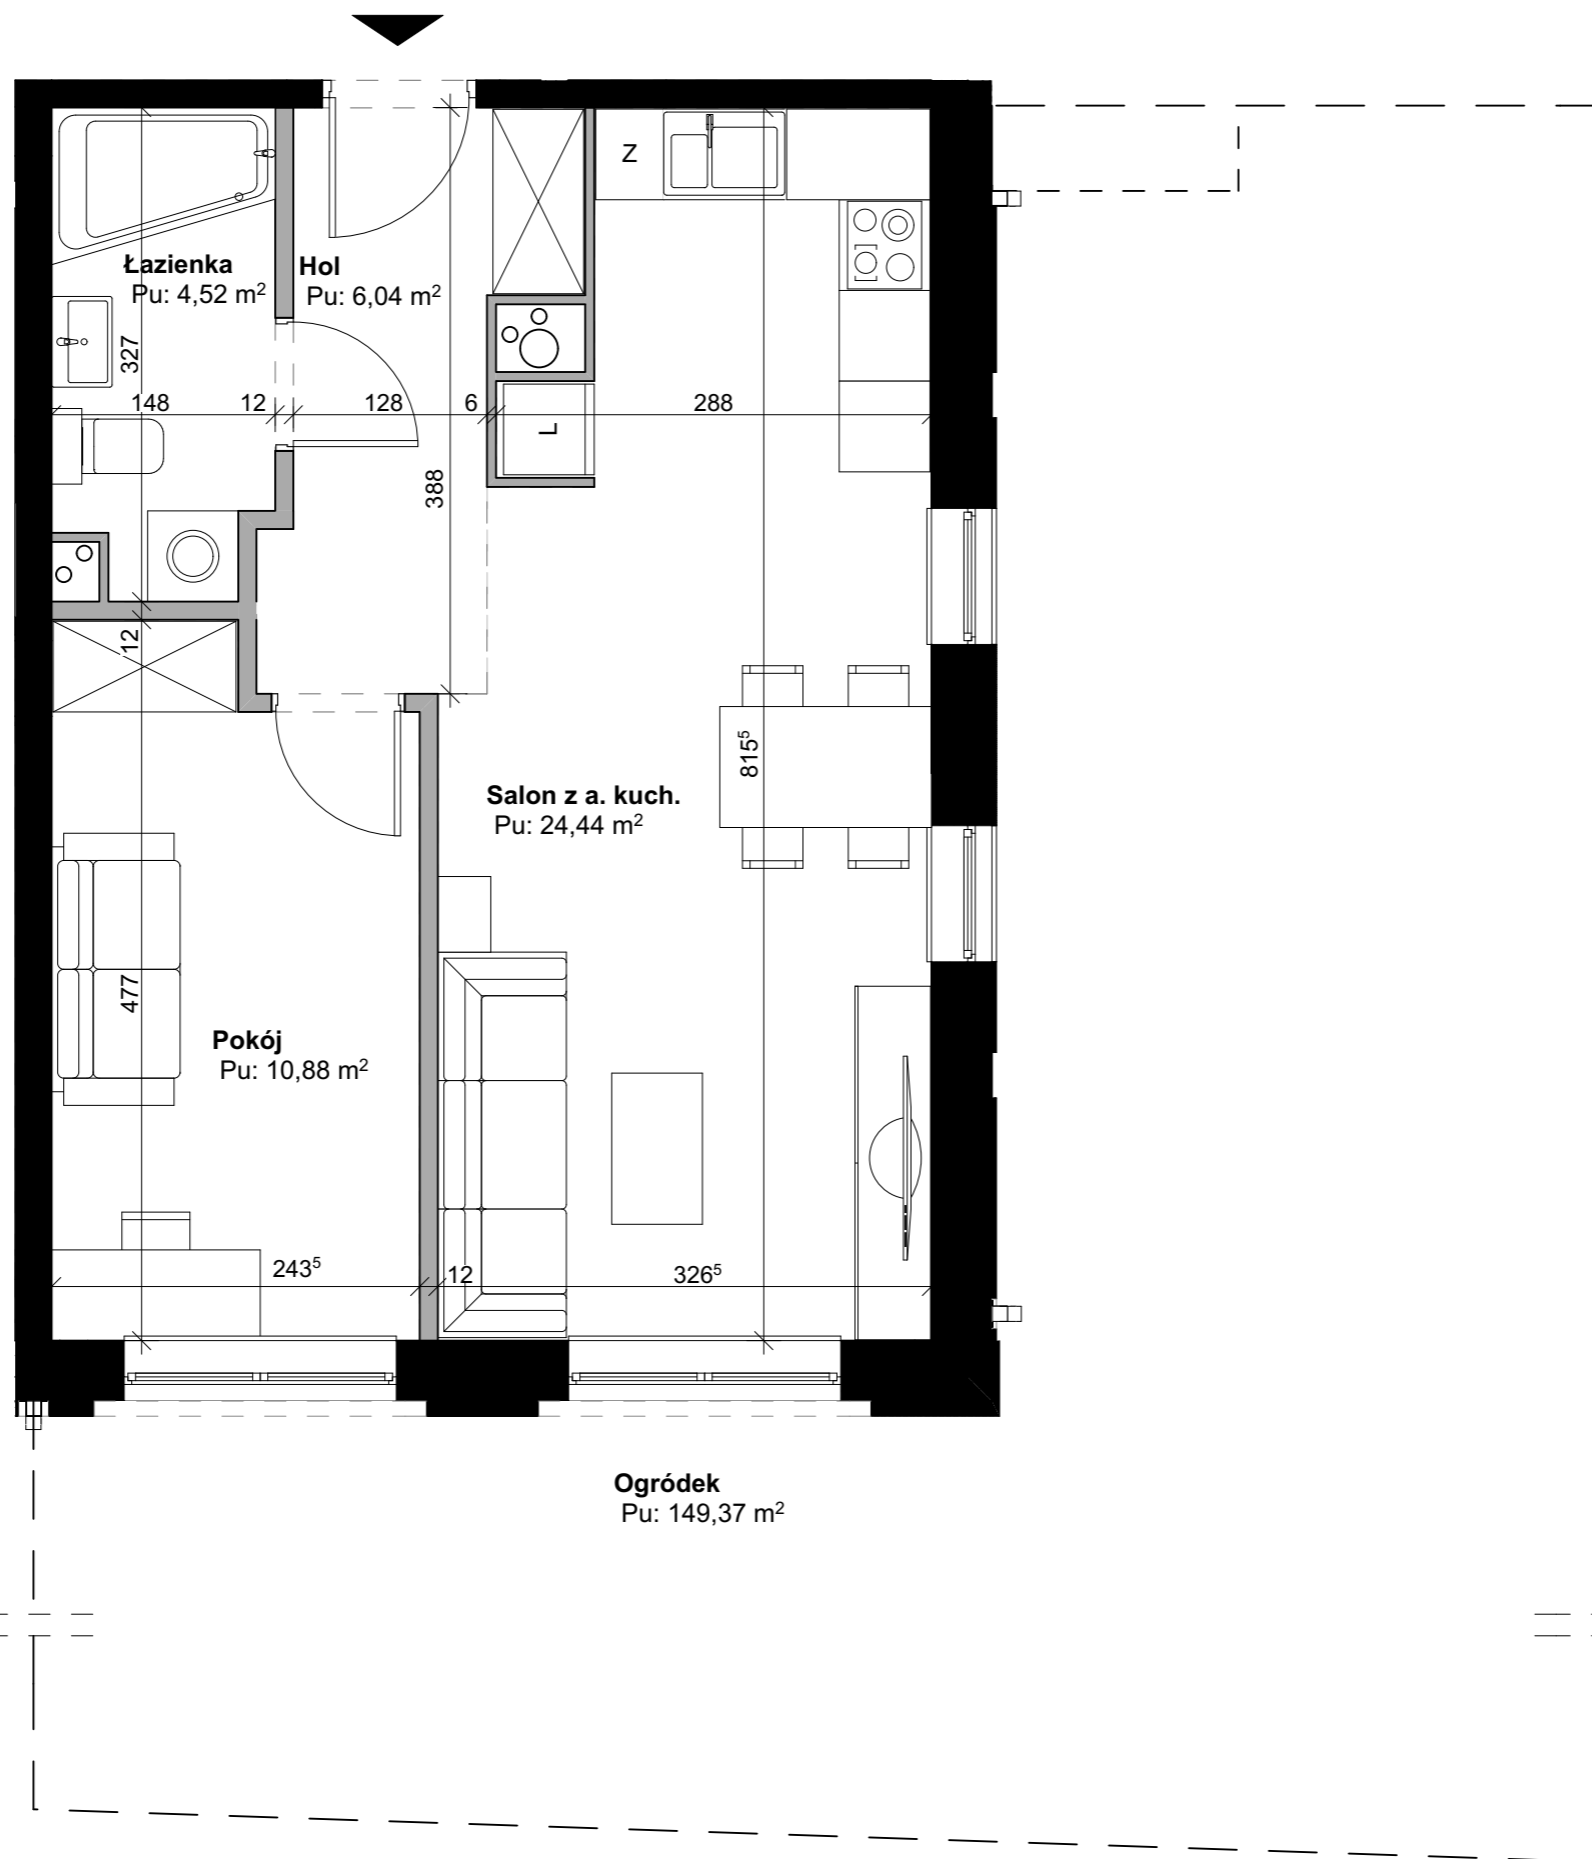 Z
Łazienka
Pu: 4,52 m²
Hol
Pu: 6,04 m²
327
148
12
128
6
288
L
388
12
815⁵
Salon z a. kuch.
Pu: 24,44 m²
477
Pokój
Pu: 10,88 m²
243⁵
12
326⁵
Ogródek
Pu: 149,37 m²